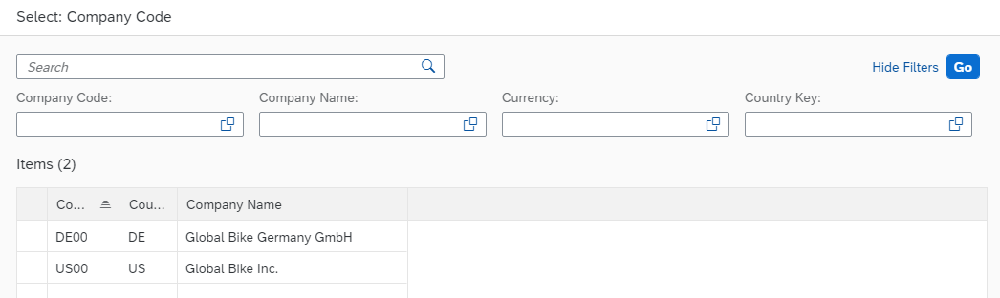 Select: Company Code
Search
Hide Filters Go
Company Code: Company Name: Currency: Country Key:
Items (2)
Co... Cou... Company Name
DE00 DE Global Bike Germany GmbH
US00 US Global Bike Inc.